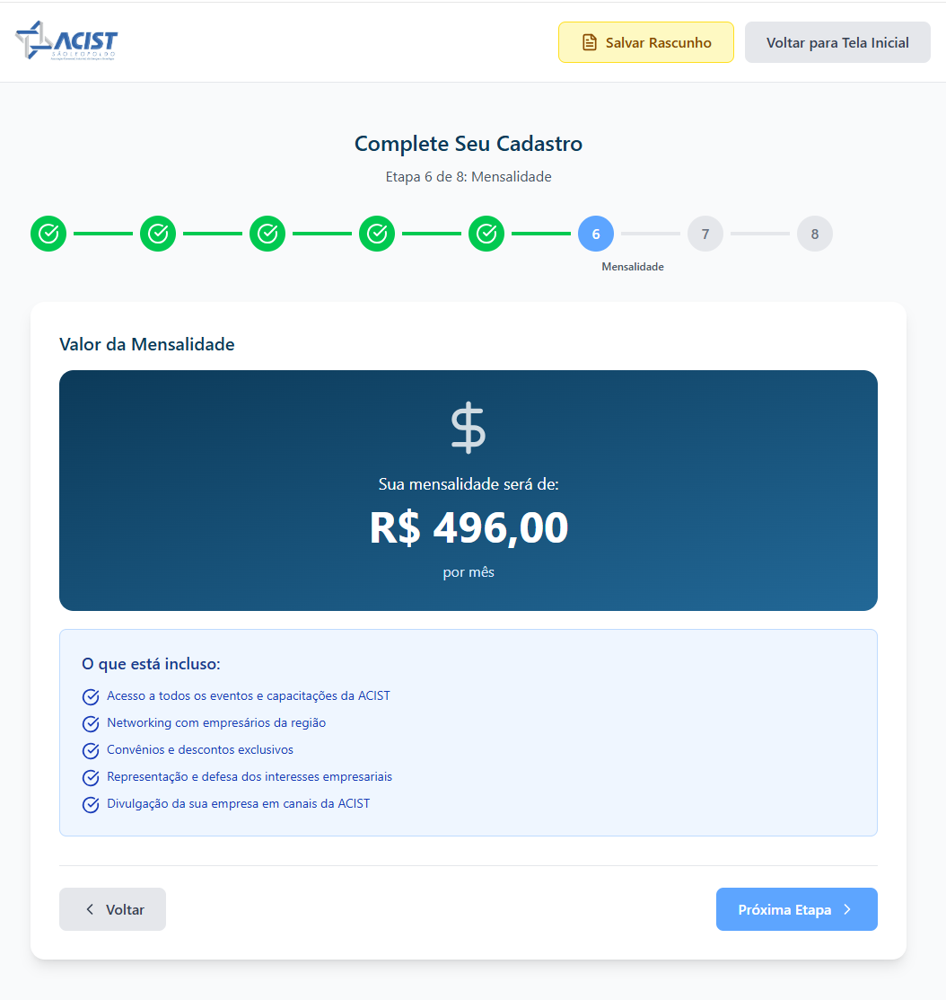 ACIST
SÃO LEOPOLDO
Salvar Rascunho
Voltar para Tela Inicial
Complete Seu Cadastro
Etapa 6 de 8: Mensalidade
6
7
8
Mensalidade
Valor da Mensalidade
$
Sua mensalidade será de:
R$ 496,00
por mês
O que está incluso:
Acesso a todos os eventos e capacitações da ACIST
Networking com empresários da região
Convênios e descontos exclusivos
Representação e defesa dos interesses empresariais
Divulgação da sua empresa em canais da ACIST
Voltar
Próxima Etapa